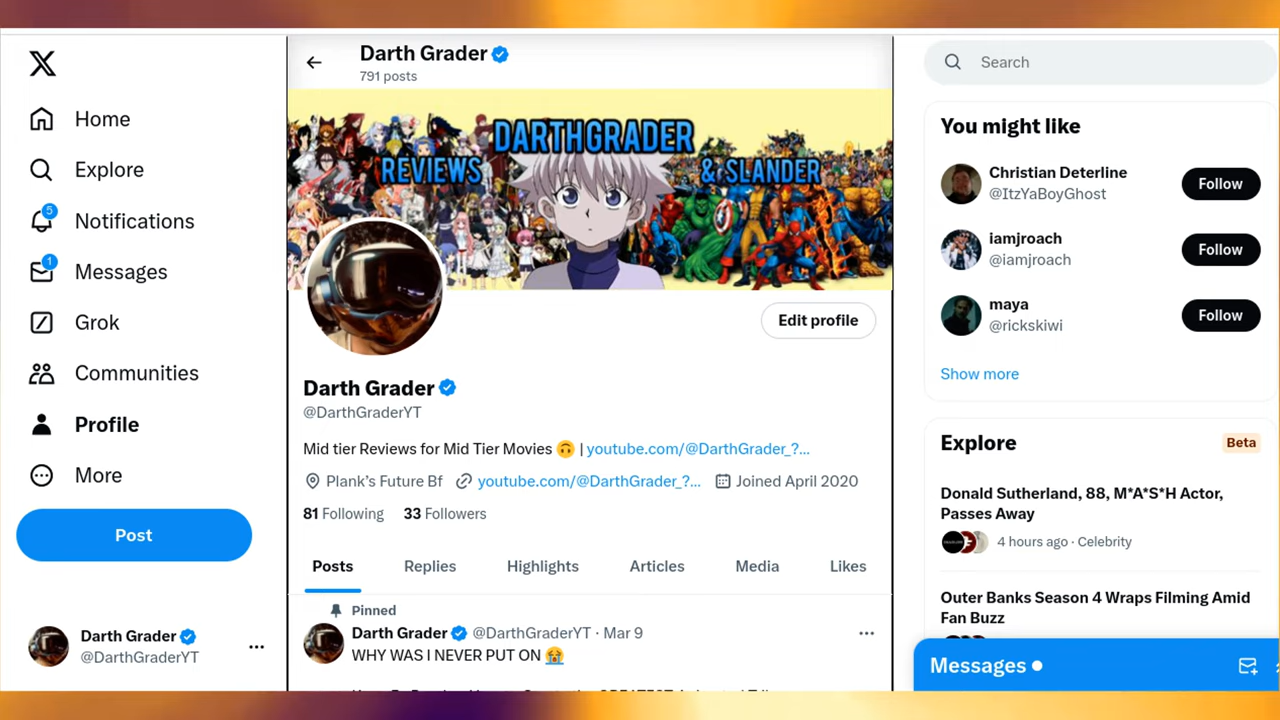 X
Home
Explore
5
Notifications
1
Messages
Grok
Communities
Profile
More
Post
Darth Grader
@DarthGraderYT
Darth Grader
791 posts
DARTHGRADER
REVIEWS & SLANDER
Edit profile
Darth Grader
@DarthGraderYT
Mid tier Reviews for Mid Tier Movies 🙃 | youtube.com/@DarthGrader_?...
Plank's Future Bf youtube.com/@DarthGrader_?... Joined April 2020
81 Following 33 Followers
Posts Replies Highlights Articles Media Likes
Pinned
Darth Grader @DarthGraderYT · Mar 9
WHY WAS I NEVER PUT ON 😭
Search
You might like
Christian Deterline
@ItzYaBoyGhost
Follow
iamjroach
@iamjroach
Follow
maya
@rickskiwi
Follow
Show more
Explore Beta
Donald Sutherland, 88, M*A*S*H Actor,
Passes Away
4 hours ago · Celebrity
Outer Banks Season 4 Wraps Filming Amid
Fan Buzz
Messages